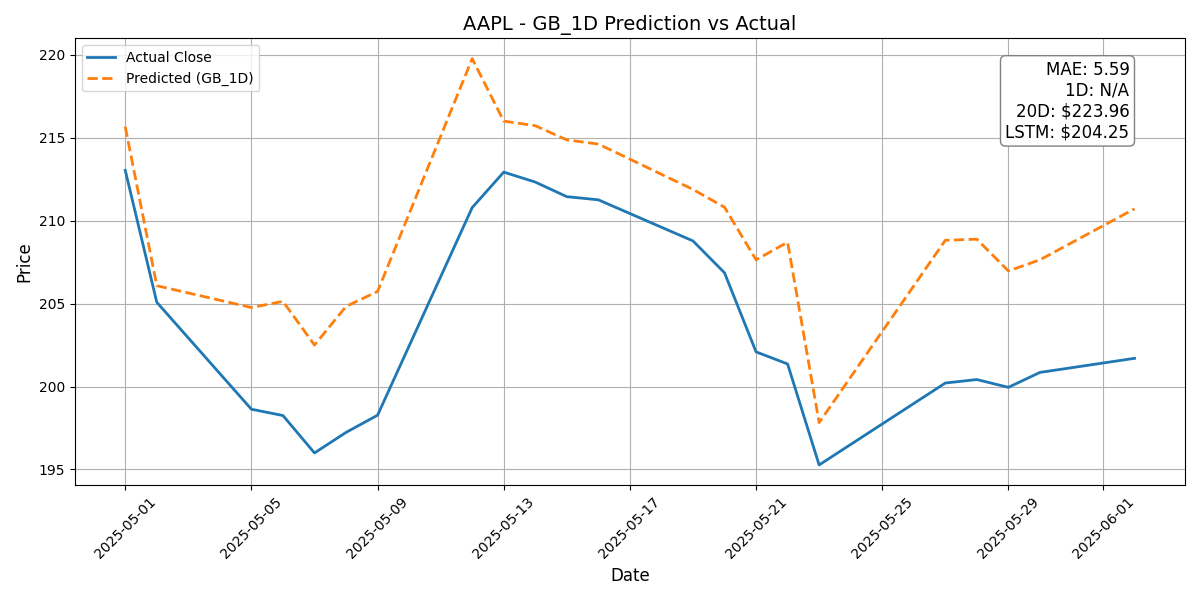 AAPL - GB_1D Prediction vs Actual
Actual Close
Predicted (GB_1D)
MAE: 5.59
1D: N/A
20D: $223.96
LSTM: $204.25
Price
220
215
210
205
200
195
2025-05-01
2025-05-05
2025-05-09
2025-05-13
2025-05-17
2025-05-21
2025-05-25
2025-05-29
2025-06-01
Date